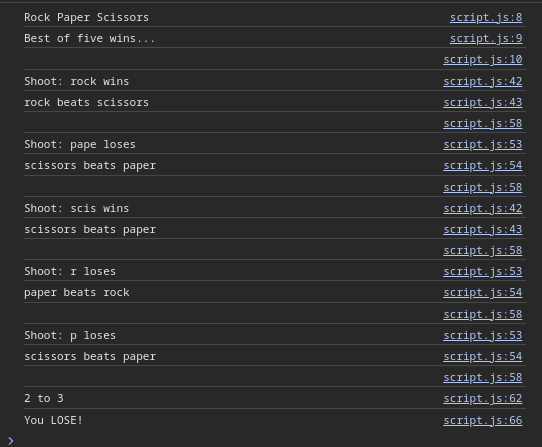 Rock Paper Scissors script.js:8
Best of five wins... script.js:9
script.js:10
Shoot: rock wins script.js:42
rock beats scissors script.js:43
script.js:58
Shoot: pape loses script.js:53
scissors beats paper script.js:54
script.js:58
Shoot: scis wins script.js:42
scissors beats paper script.js:43
script.js:58
Shoot: r loses script.js:53
paper beats rock script.js:54
script.js:58
Shoot: p loses script.js:53
scissors beats paper script.js:54
script.js:58
2 to 3 script.js:62
You LOSE! script.js:66